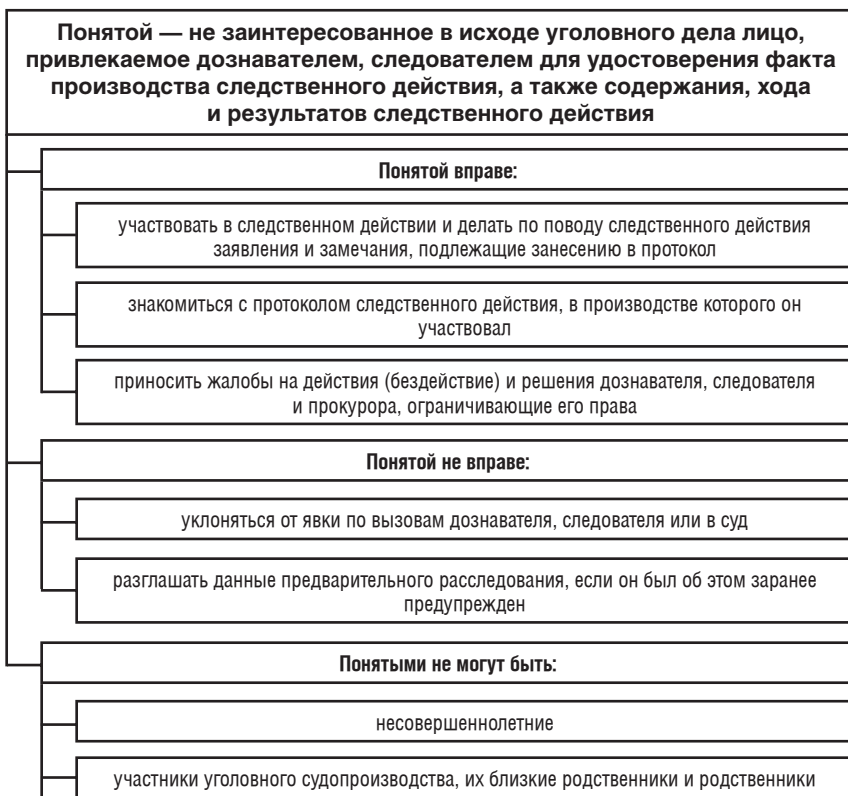 Понятой — не заинтересованное в исходе уголовного дела лицо,
привлекаемое дознавателем, следователем для удостоверения факта
производства следственного действия, а также содержания, хода
и результатов следственного действия
Понятой вправе:
участвовать в следственном действии и делать по поводу следственного действия
заявления и замечания, подлежащие занесению в протокол
знакомиться с протоколом следственного действия, в производстве которого он
участвовал
приносить жалобы на действия (бездействие) и решения дознавателя, следователя
и прокурора, ограничивающие его права
Понятой не вправе:
уклоняться от явки по вызовам дознавателя, следователя или в суд
разглашать данные предварительного расследования, если он был об этом заранее
предупрежден
Понятыми не могут быть:
несовершеннолетние
участники уголовного судопроизводства, их близкие родственники и родственники